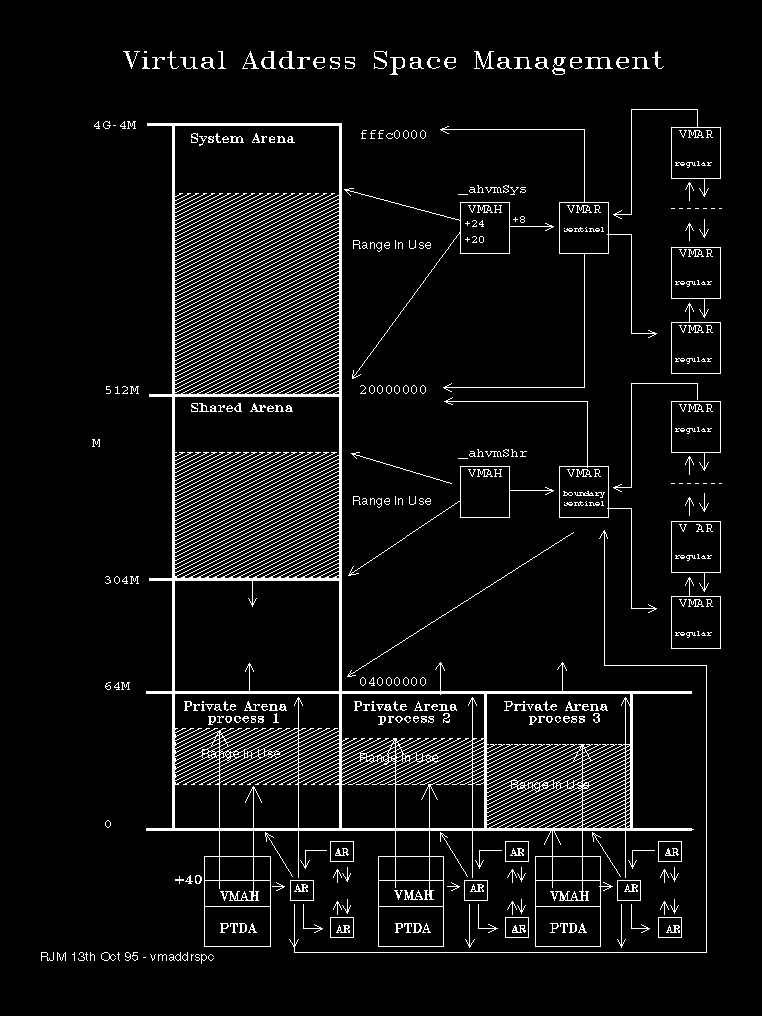 Virtual Address Space Management
4G-4M
System Arena
fffc0000
VMAR
regular
_ahvmSys
VMAH
+24
+20
+8
VMAR
sentinel
Range In Use
VMAR
regular
VMAR
regular
512M
20000000
Shared Arena
VMAR
regular
M
_ahvmShr
VMAH
VMAR
boundary
sentinel
Range In Use
V AR
regular
304M
VMAR
regular
64M
04000000
Private Arena
process 1
Private Arena
process 2
Private Arena
process 3
Range In Use
Range In Use
Range In Use
0
AR
AR
AR
+40
VMAH
AR
VMAH
AR
VMAH
AR
PTDA
AR
PTDA
AR
PTDA
AR
RJM 13th Oct 95 - vmaddrspc